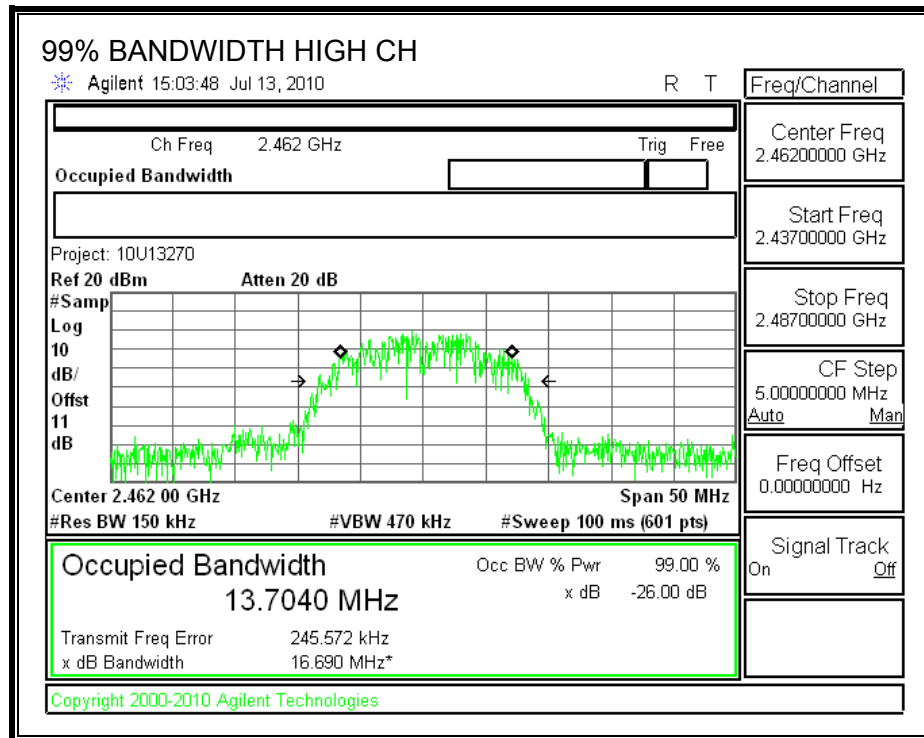 99% BANDWIDTH HIGH CH
Agilent 15:03:48 Jul 13, 2010 R T
Freq/Channel
Ch Freq 2.462 GHz Trig Free
Occupied Bandwidth
Center Freq
2.46200000 GHz
Start Freq
2.43700000 GHz
Stop Freq
2.48700000 GHz
CF Step
5.00000000 MHz
Auto Man
Freq Offset
0.00000000 Hz
Signal Track
On Off
Project: 10U13270
Ref 20 dBm Atten 20 dB
#Samp
Log
10
dB/
Offst
11
dB
Center 2.462 00 GHz Span 50 MHz
#Res BW 150 kHz #VBW 470 kHz #Sweep 100 ms (601 pts)
Occupied Bandwidth Occ BW % Pwr 99.00 %
13.7040 MHz x dB -26.00 dB
Transmit Freq Error 245.572 kHz
x dB Bandwidth 16.690 MHz*
Copyright 2000-2010 Agilent Technologies